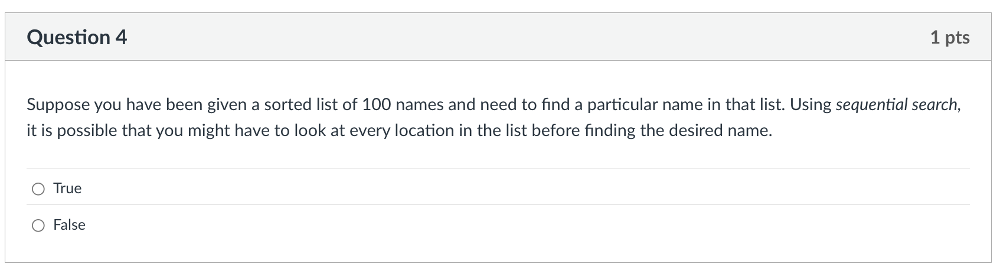 Question 4
1 pts
Suppose you have been given a sorted list of 100 names and need to find a particular name in that list. Using sequential search,
it is possible that you might have to look at every location in the list before finding the desired name.
True
False